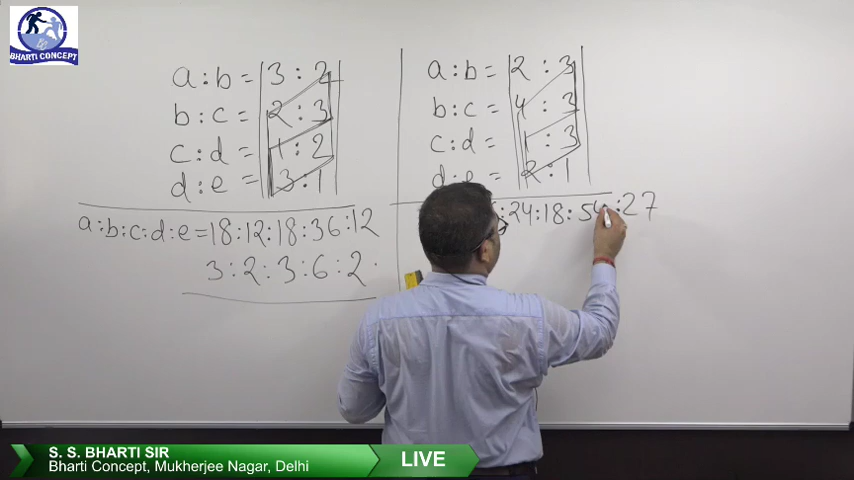 BHARTI CONCEPT
a:b = 3:2
b:c = 2:3
c:d = 1:2
d:e = 3:1
a:b:c:d:e=18:12:18:36:12
3:2:3:6:2
a:b= 2:3
b:c= 4:3
c:d= 1:3
d:e = 2:1
:24:18:54:27
S. S. BHARTI SIR
Bharti Concept, Mukherjee Nagar, Delhi
LIVE